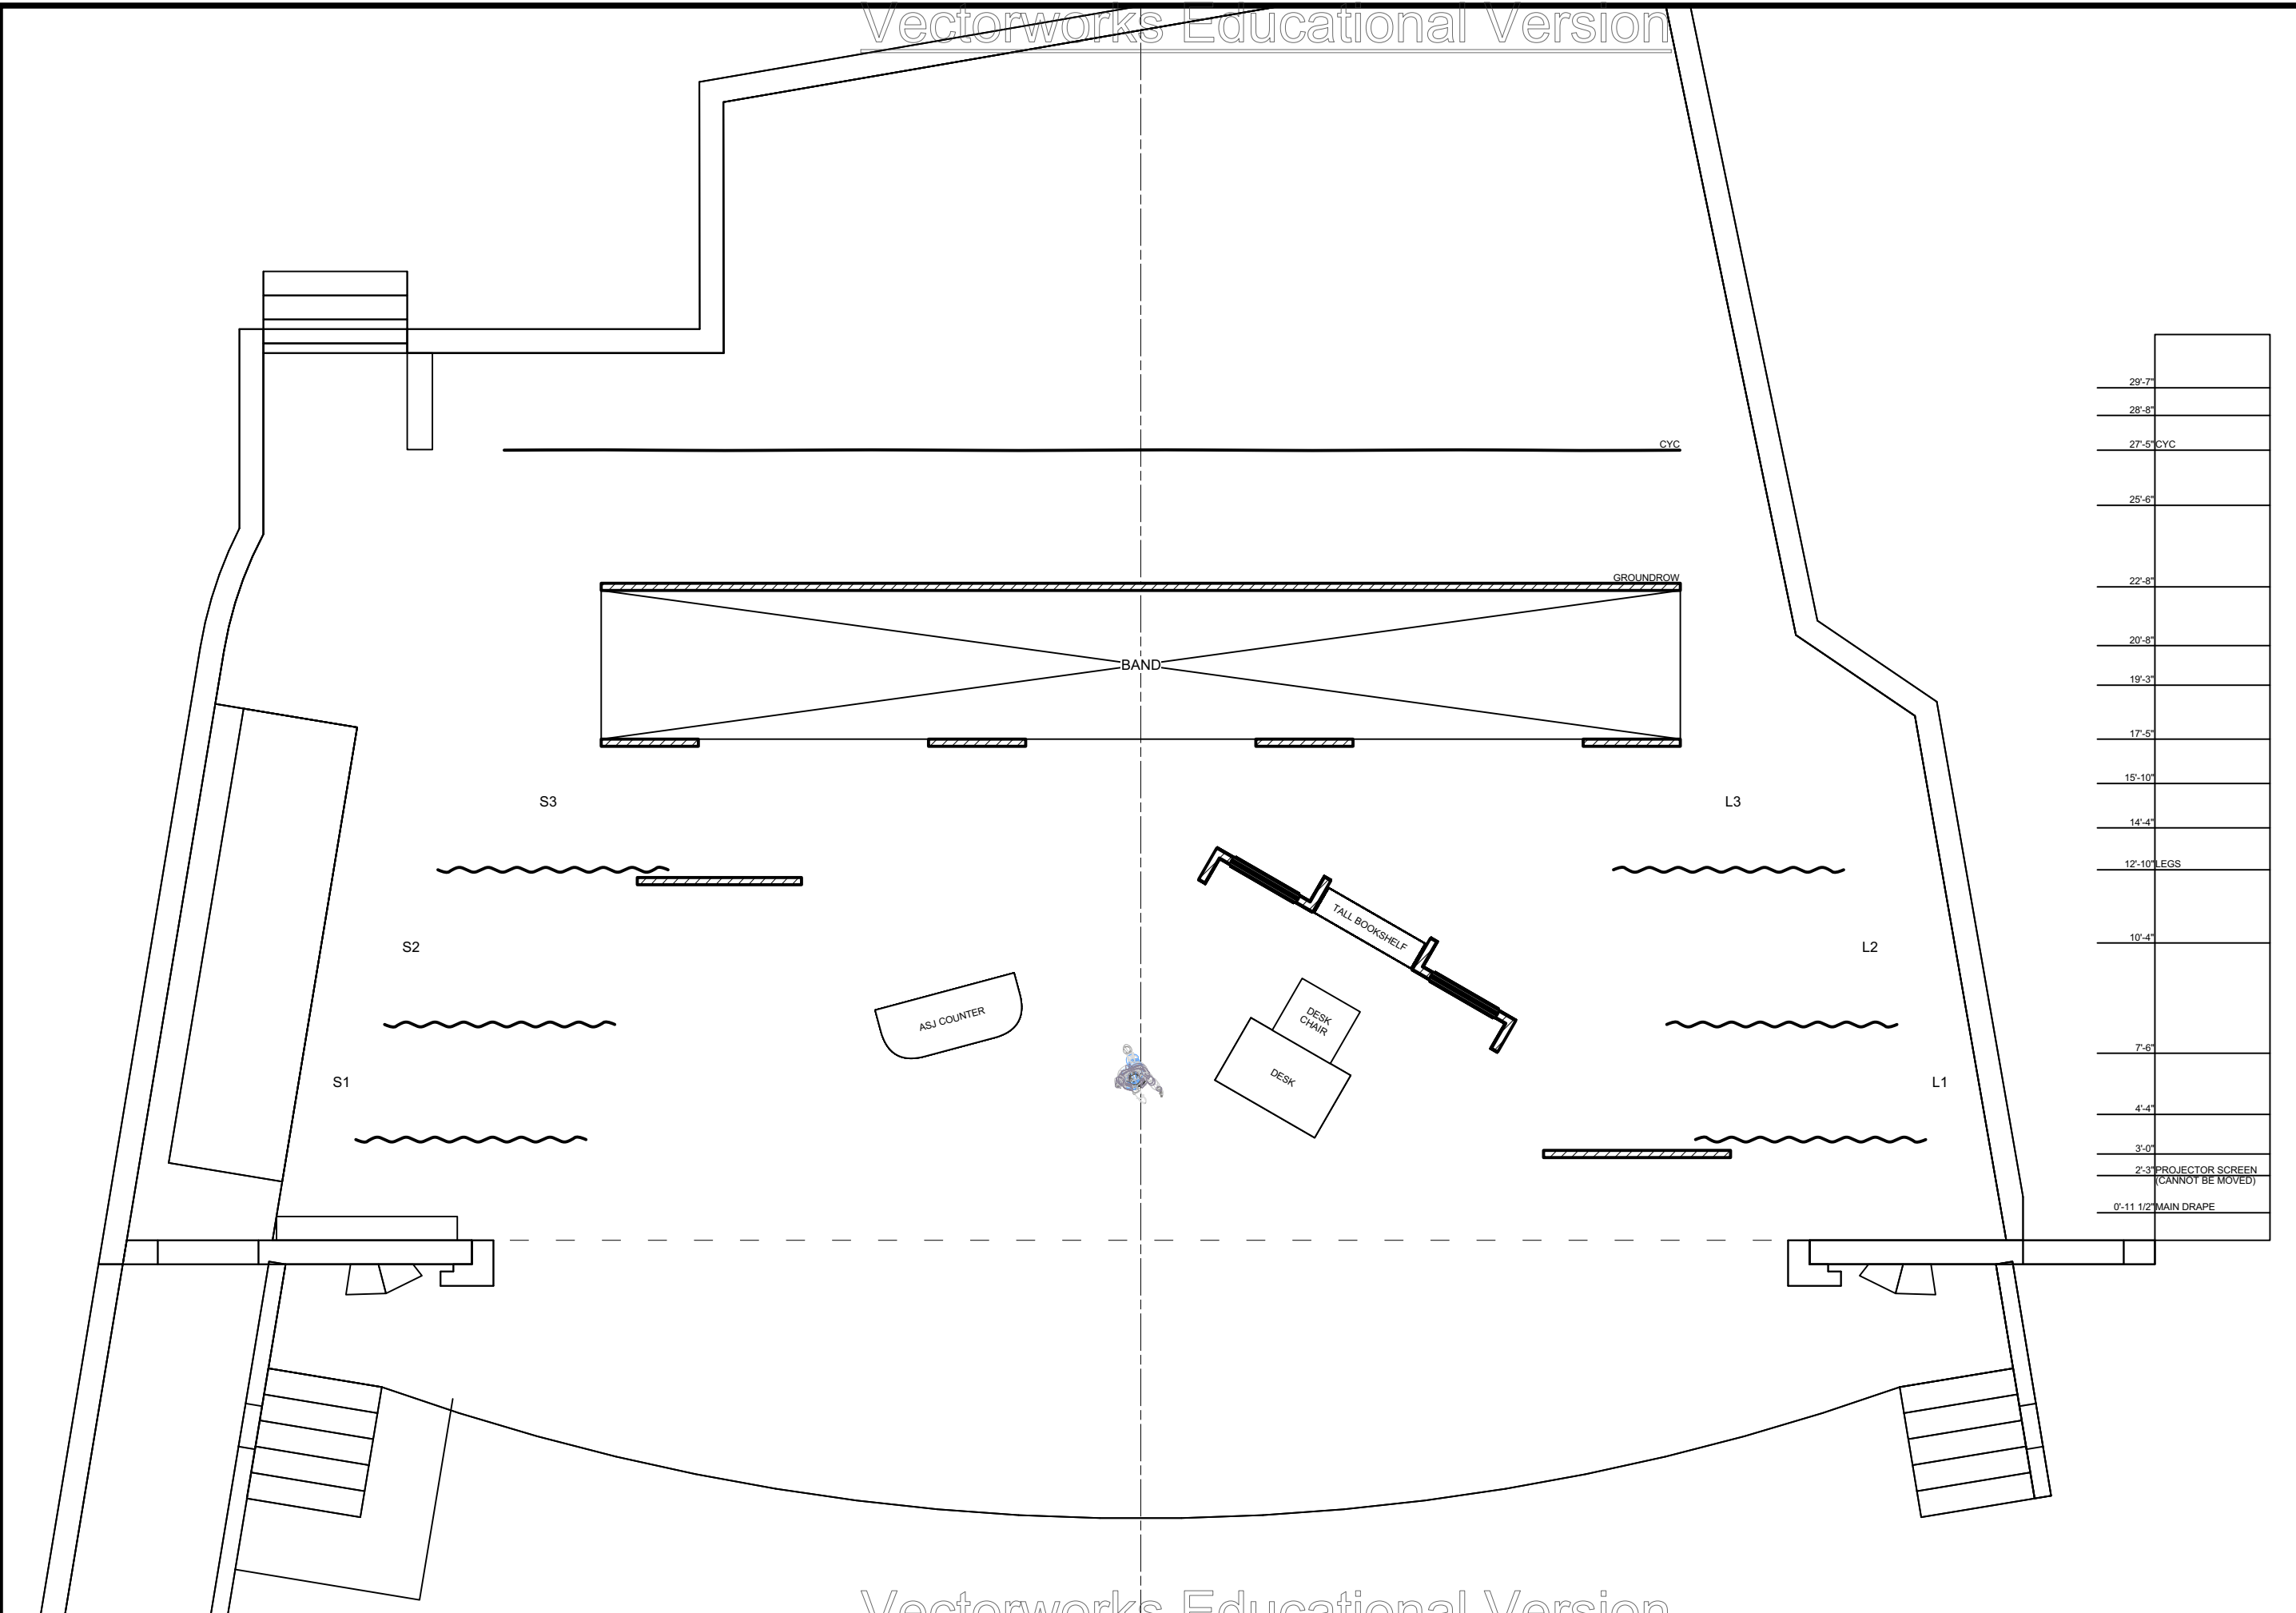 Vectorworks Educational Version
29'-7"
28'-8"
CYC
27'-5" CYC
25'-6"
GROUNDROW
22'-8"
20'-8"
BAND
19'-3"
17'-5"
15'-10"
S3
L3
14'-4"
12'-10" LEGS
TALL BOOKSHELF
10'-4"
S2
L2
ASJ COUNTER
DESK
CHAIR
7'-6"
DESK
S1
L1
4'-4"
3'-0"
2'-3" PROJECTOR SCREEN
(CANNOT BE MOVED)
0'-11 1/2" MAIN DRAPE
Vectorworks Educational Version